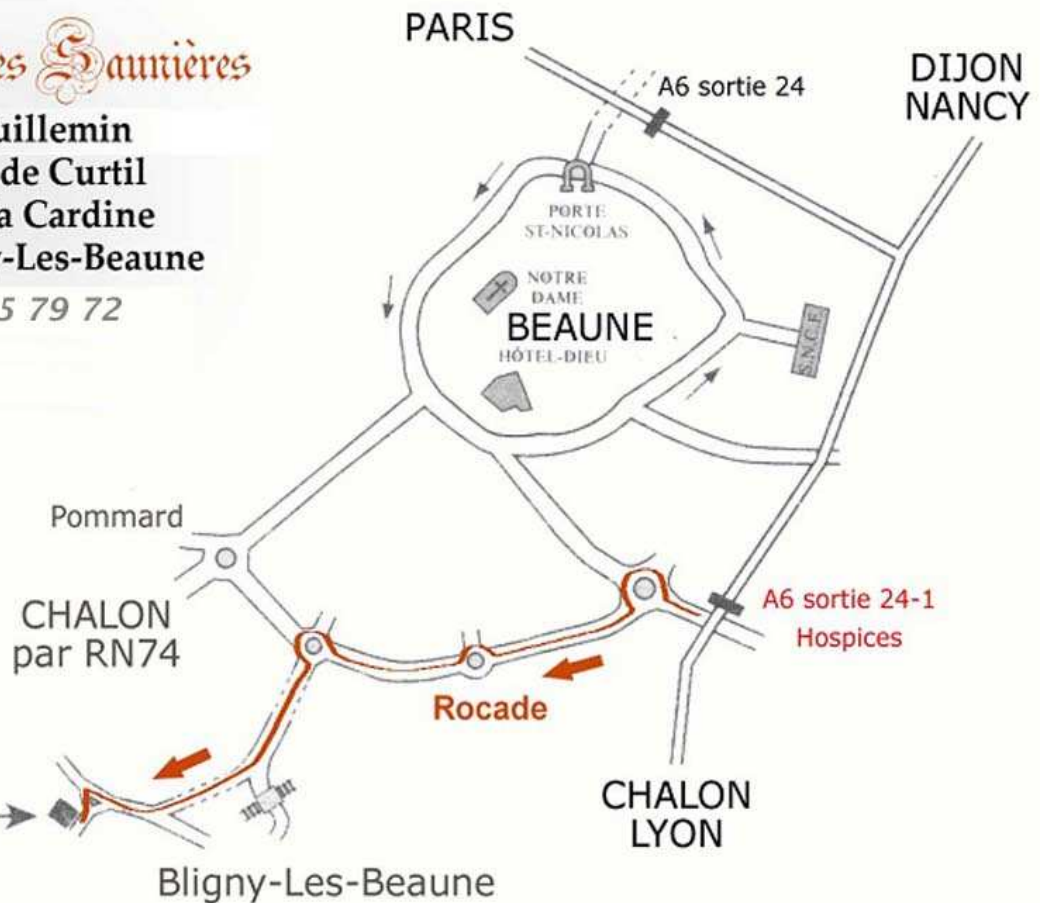 es Saunières
uillemin
de Curtil
a Cardine
-Les-Beaune
5 79 72
PARIS
A6 sortie 24
DIJON
NANCY
PORTE
ST-NICOLAS
NOTRE
DAME
BEAUNE
HÔTEL-DIEU
S.N.C.F.
Pommard
CHALON
par RN74
A6 sortie 24-1
Hospices
Rocade
CHALON
LYON
Bligny-Les-Beaune